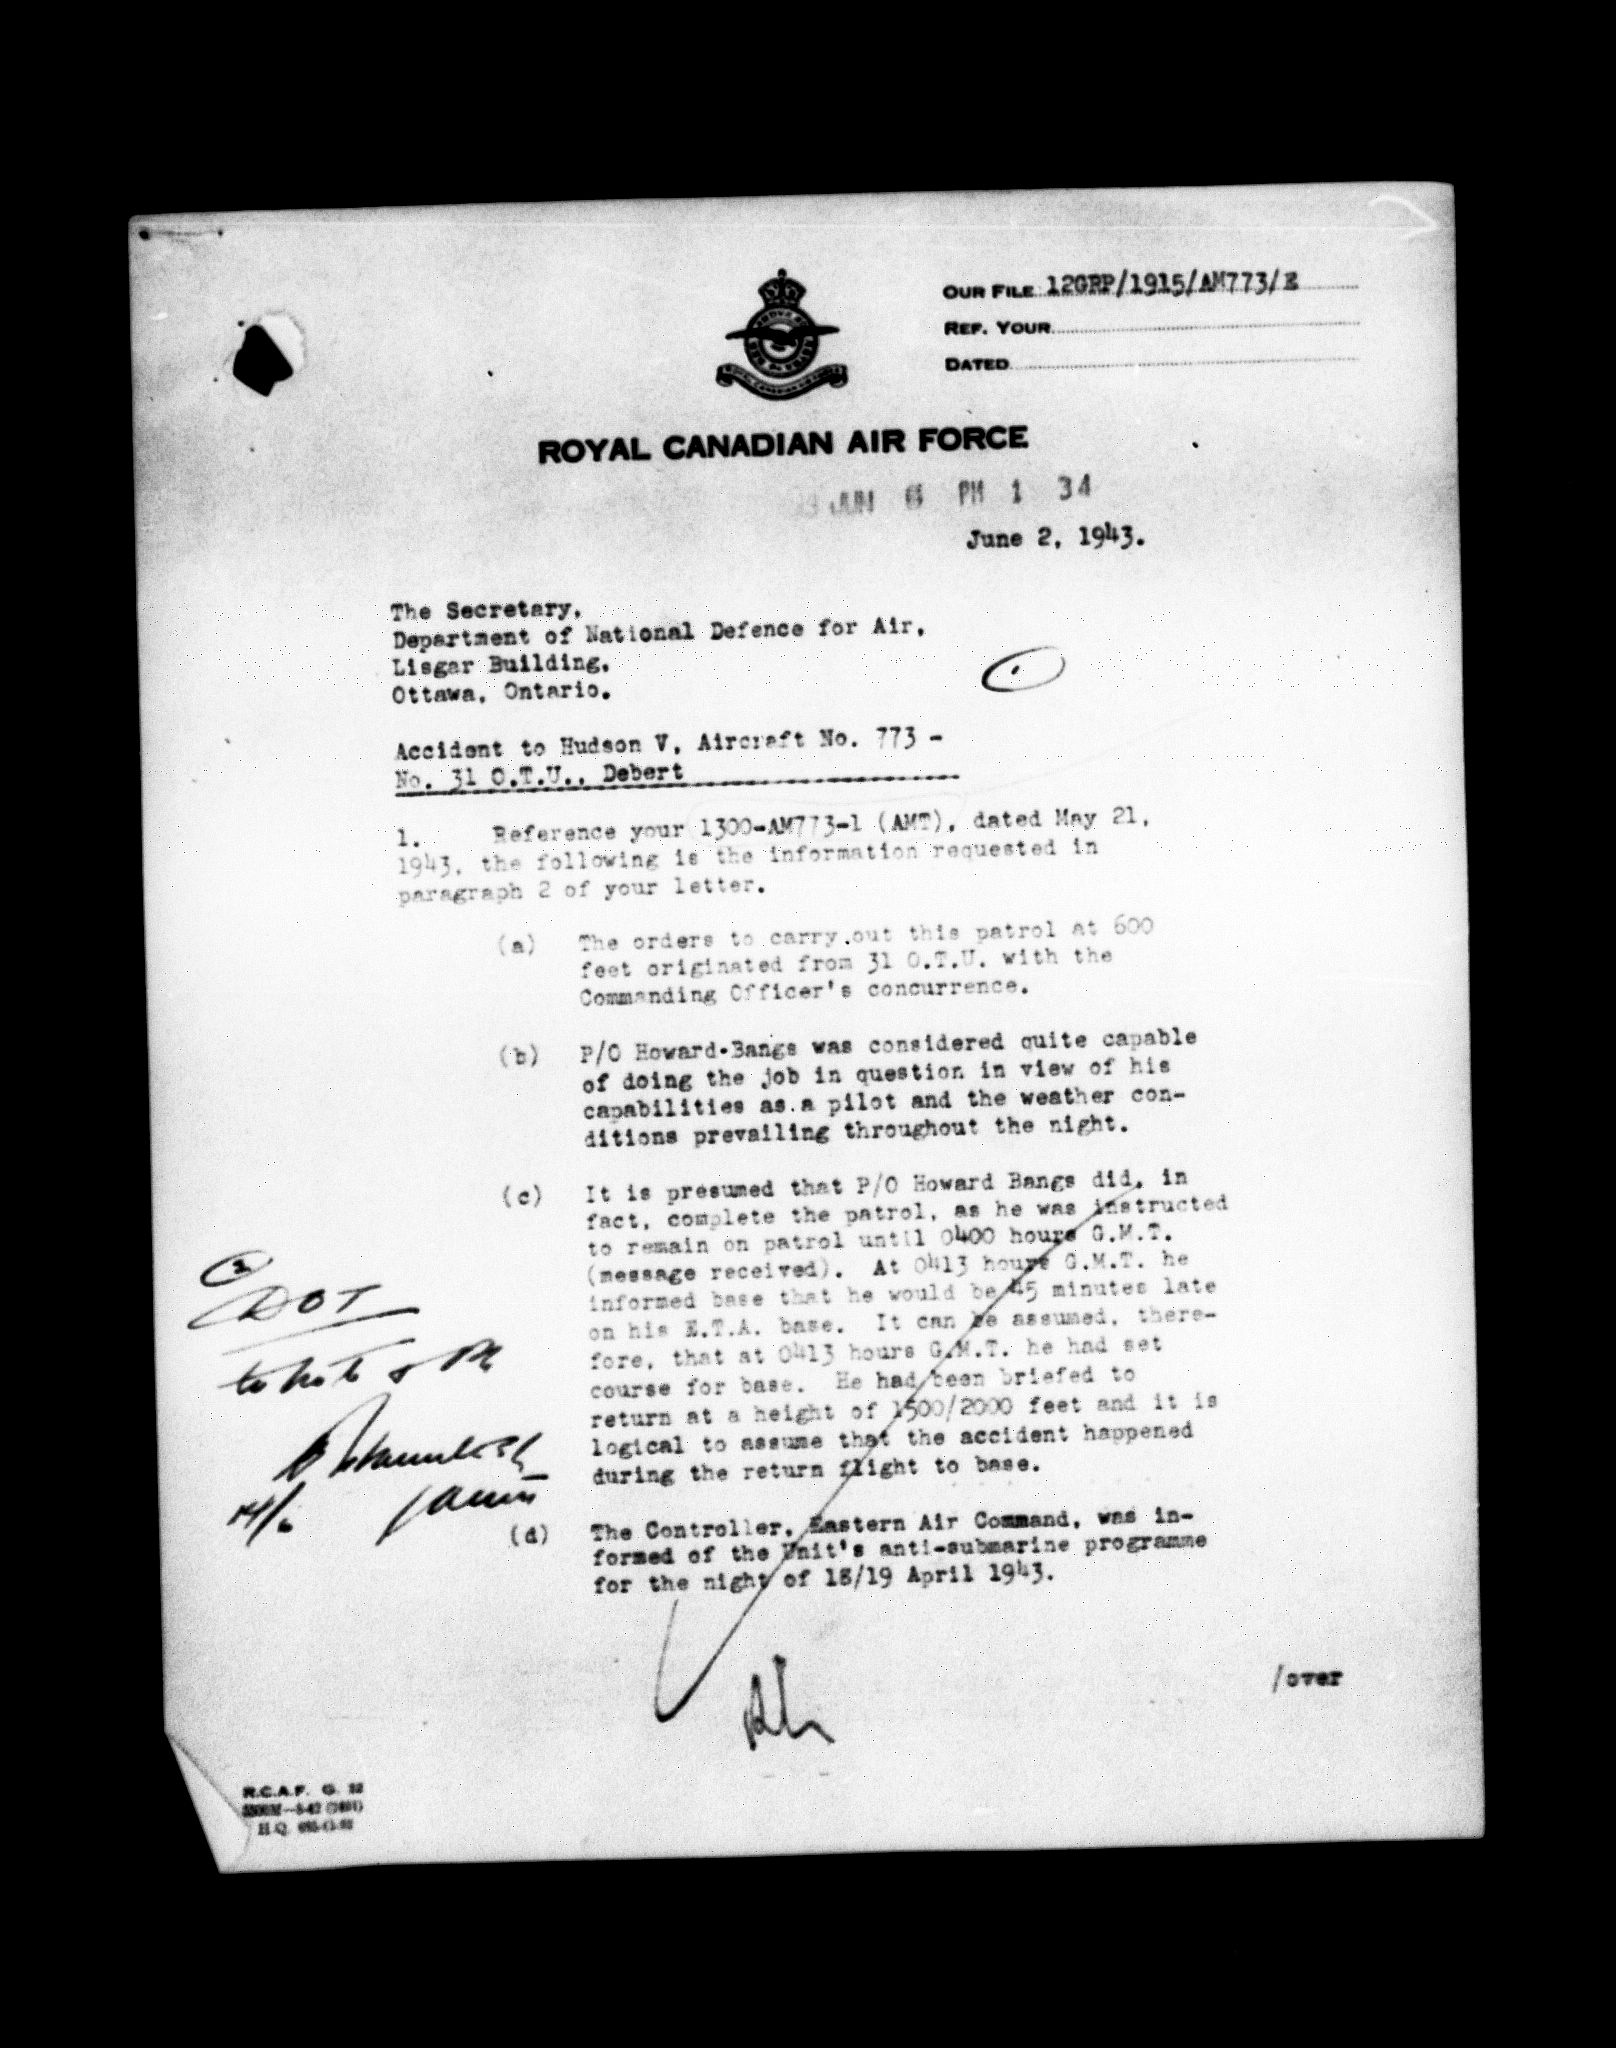 OUR FILE 12GRP/1915/AM773/E
REF. YOUR
DATED
ROYAL CANADIAN AIR FORCE
JUN PM 1 34
June 2, 1943.
The Secretary,
Department of National Defence for Air,
Lisgar Building,
Ottawa, Ontario.
Accident to Hudson V, Aircraft No. 773 -
No. 31 O.T.U., Debert
1. Reference your 1300-AM773-1 (AMT), dated May 21,
1943, the following is the information requested in
paragraph 2 of your letter.
(a) The orders to carry out this patrol at 600
feet originated from 31 O.T.U. with the
Commanding Officer's concurrence.
(b) P/O Howard-Bangs was considered quite capable
of doing the job in question in view of his
capabilities as a pilot and the weather con-
ditions prevailing throughout the night.
(c) It is presumed that P/O Howard Bangs did, in
fact, complete the patrol, as he was instructed
to remain on patrol until 0400 hours G.M.T.
(message received). At 0413 hours G.M.T. he
informed base that he would be 45 minutes late
on his E.T.A. base. It can be assumed, there-
fore, that at 0413 hours G.M.T. he had set
course for base. He had been briefed to
return at a height of 1500/2000 feet and it is
logical to assume that the accident happened
during the return flight to base.
2
DOT
(d) The Controller, Eastern Air Command, was in-
formed of the Unit's anti-submarine programme
for the night of 18/19 April 1943.
/over
R.C.A.F. G. 32